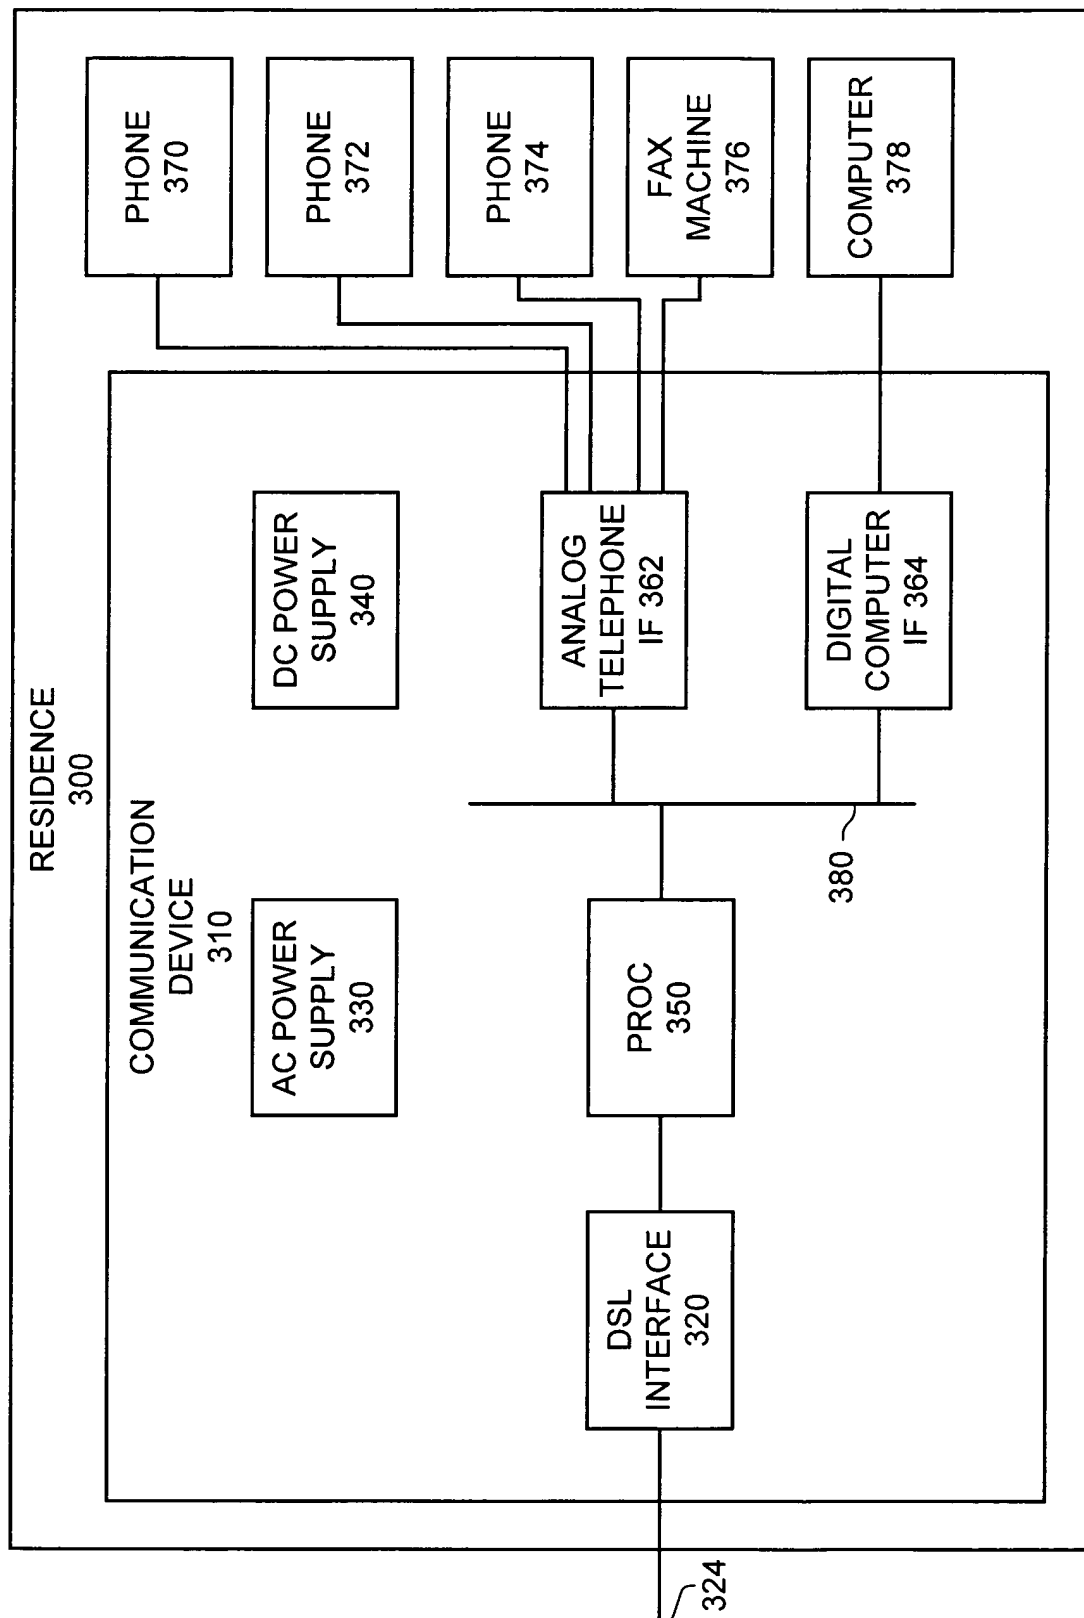 RESIDENCE
300
COMMUNICATION
DEVICE
310
AC POWER
SUPPLY
330
DC POWER
SUPPLY
340
PHONE
370
PHONE
372
PHONE
374
FAX
MACHINE
376
COMPUTER
378
DSL
INTERFACE
320
PROC
350
ANALOG
TELEPHONE
IF 362
DIGITAL
COMPUTER
IF 364
380
324